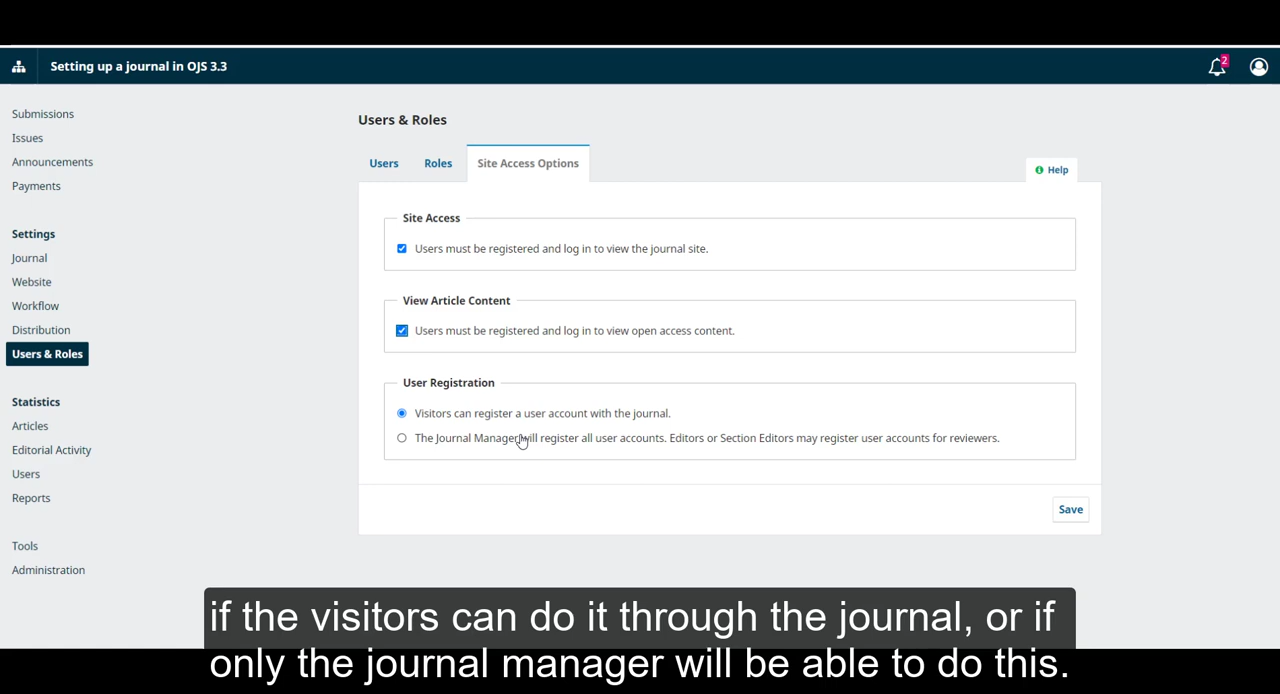 Setting up a journal in OJS 3.3
2
Submissions
Issues
Announcements
Payments
Settings
Journal
Website
Workflow
Distribution
Users & Roles
Statistics
Articles
Editorial Activity
Users
Reports
Tools
Administration
Users & Roles
Users Roles Site Access Options
Help
Site Access
Users must be registered and log in to view the journal site.
View Article Content
Users must be registered and log in to view open access content.
User Registration
Visitors can register a user account with the journal.
The Journal Manager will register all user accounts. Editors or Section Editors may register user accounts for reviewers.
Save
if the visitors can do it through the journal, or if
only the journal manager will be able to do this.